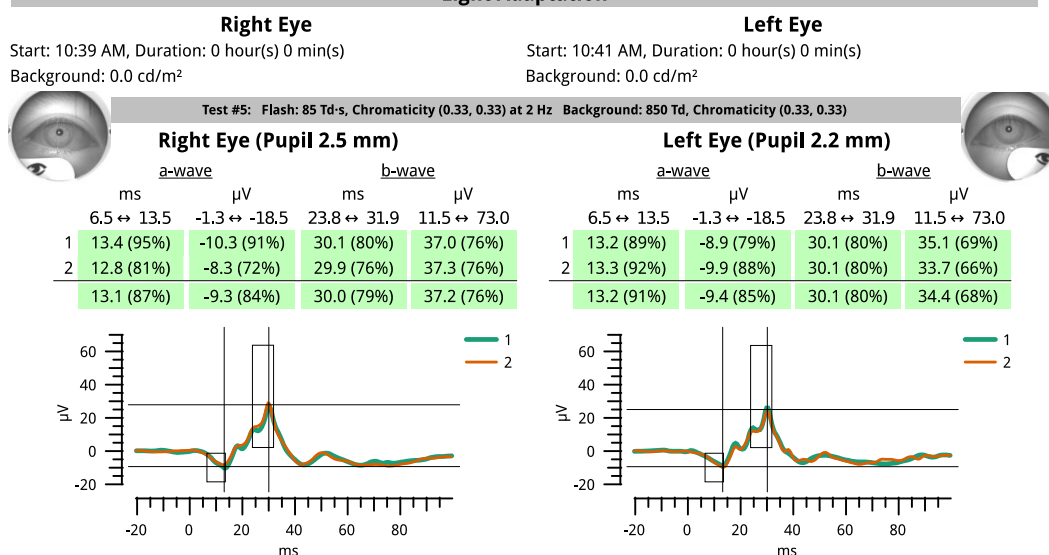 Light Adaptation
Right Eye Left Eye
Start: 10:39 AM, Duration: 0 hour(s) 0 min(s) Start: 10:41 AM, Duration: 0 hour(s) 0 min(s)
Background: 0.0 cd/m² Background: 0.0 cd/m²
Test #5: Flash: 85 Td·s, Chromaticity (0.33, 0.33) at 2 Hz Background: 850 Td, Chromaticity (0.33, 0.33)
Right Eye (Pupil 2.5 mm) Left Eye (Pupil 2.2 mm)
a-wave b-wave a-wave b-wave
ms µV ms µV ms µV ms µV
6.5 ↔ 13.5 -1.3 ↔ -18.5 23.8 ↔ 31.9 11.5 ↔ 73.0 6.5 ↔ 13.5 -1.3 ↔ -18.5 23.8 ↔ 31.9 11.5 ↔ 73.0
1 13.4 (95%) -10.3 (91%) 30.1 (80%) 37.0 (76%) 1 13.2 (89%) -8.9 (79%) 30.1 (80%) 35.1 (69%)
2 12.8 (81%) -8.3 (72%) 29.9 (76%) 37.3 (76%) 2 13.3 (92%) -9.9 (88%) 30.1 (80%) 33.7 (66%)
13.1 (87%) -9.3 (84%) 30.0 (79%) 37.2 (76%) 13.2 (91%) -9.4 (85%) 30.1 (80%) 34.4 (68%)
1 1
60 2 60 2
40 40
µV 20 µV 20
0 0
-20 -20
-20 0 20 40 60 80 -20 0 20 40 60 80
ms ms